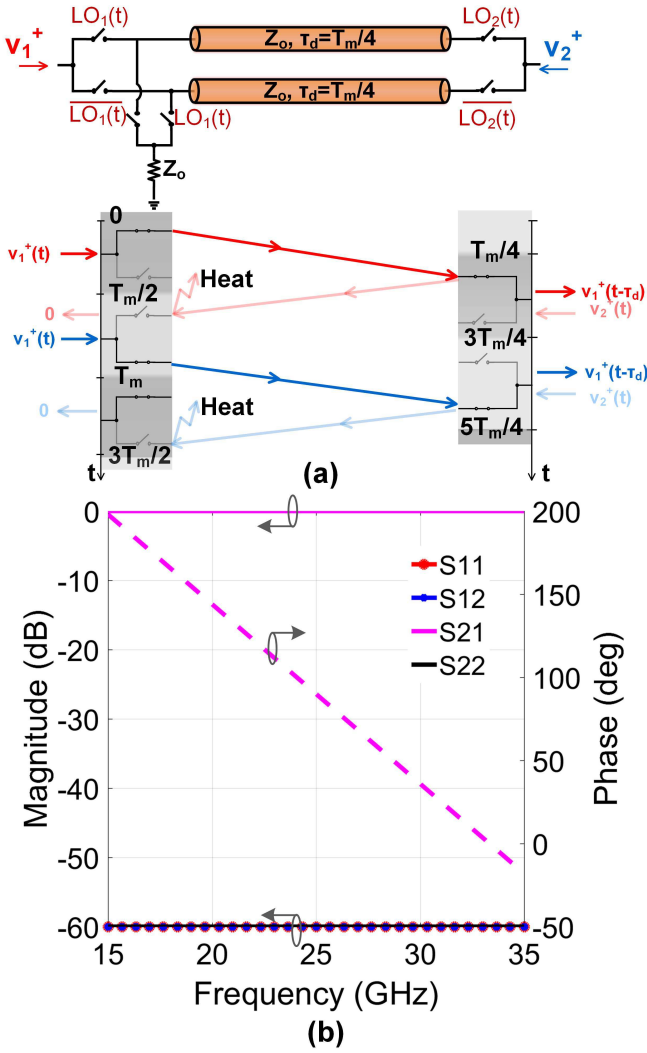 LO₁(t) LO₂(t)
Zₒ, τd=Tₘ/4
v₁⁺ v₂⁺
Zₒ, τd=Tₘ/4
L̅O̅₁̅(̅t̅)̅ LO₁(t) L̅O̅₂̅(̅t̅)̅
Zₒ
0
v₁⁺(t) Tₘ/4
Heat v₁⁺(t-τd)
0 Tₘ/2 v₂⁺(t)
v₁⁺(t) 3Tₘ/4
Tₘ v₁⁺(t-τd)
0 Heat v₂⁺(t)
3Tₘ/2 5Tₘ/4
t (a) t
0 200
S11
-10 S12 150
S21
-20 S22 100
-30
50
-40
0
-50
-60 -50
15 20 25 30 35
Magnitude (dB)
Phase (deg)
Frequency (GHz)
(b)